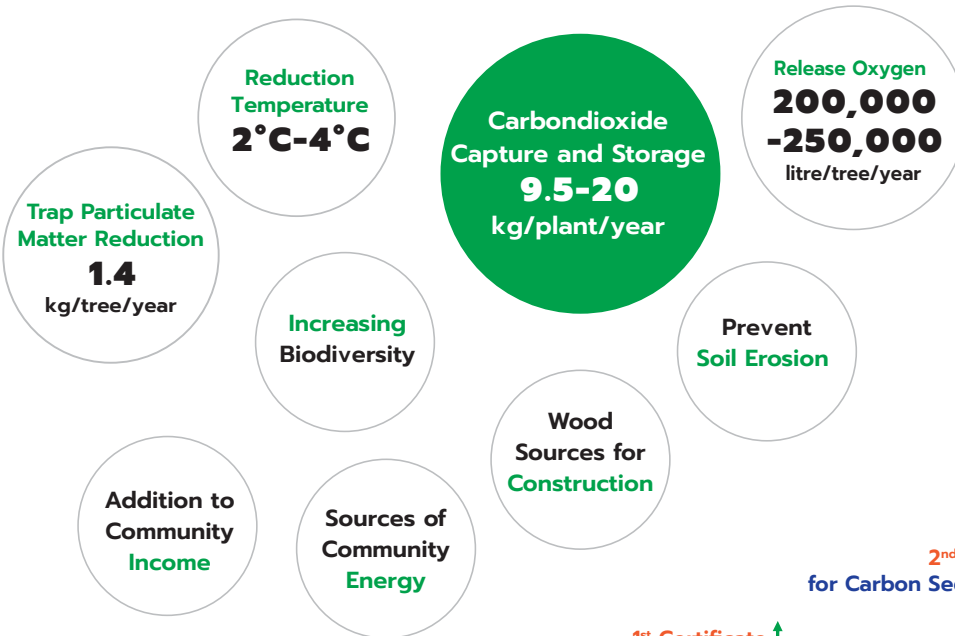 Reduction
Temperature
2°C-4°C
Carbondioxide
Capture and Storage
9.5-20
kg/plant/year
Release Oxygen
200,000
-250,000
litre/tree/year
Trap Particulate
Matter Reduction
1.4
kg/tree/year
Increasing
Biodiversity
Prevent
Soil Erosion
Wood
Sources for
Construction
Addition to
Community
Income
Sources of
Community
Energy
2nd
for Carbon Se
1st Certificate